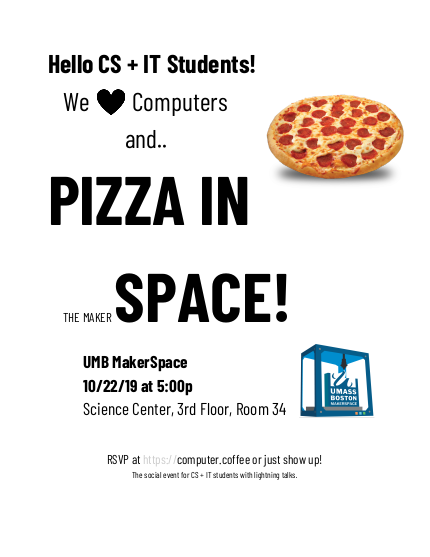 Hello CS + IT Students!
We ♥ Computers
and..
PIZZA IN
THE MAKER SPACE!
UMB MakerSpace
10/22/19 at 5:00p
Science Center, 3rd Floor, Room 34
UMASS
BOSTON
MAKERSPACE
RSVP at https://computer.coffee or just show up!
The social event for CS + IT students with lightning talks.